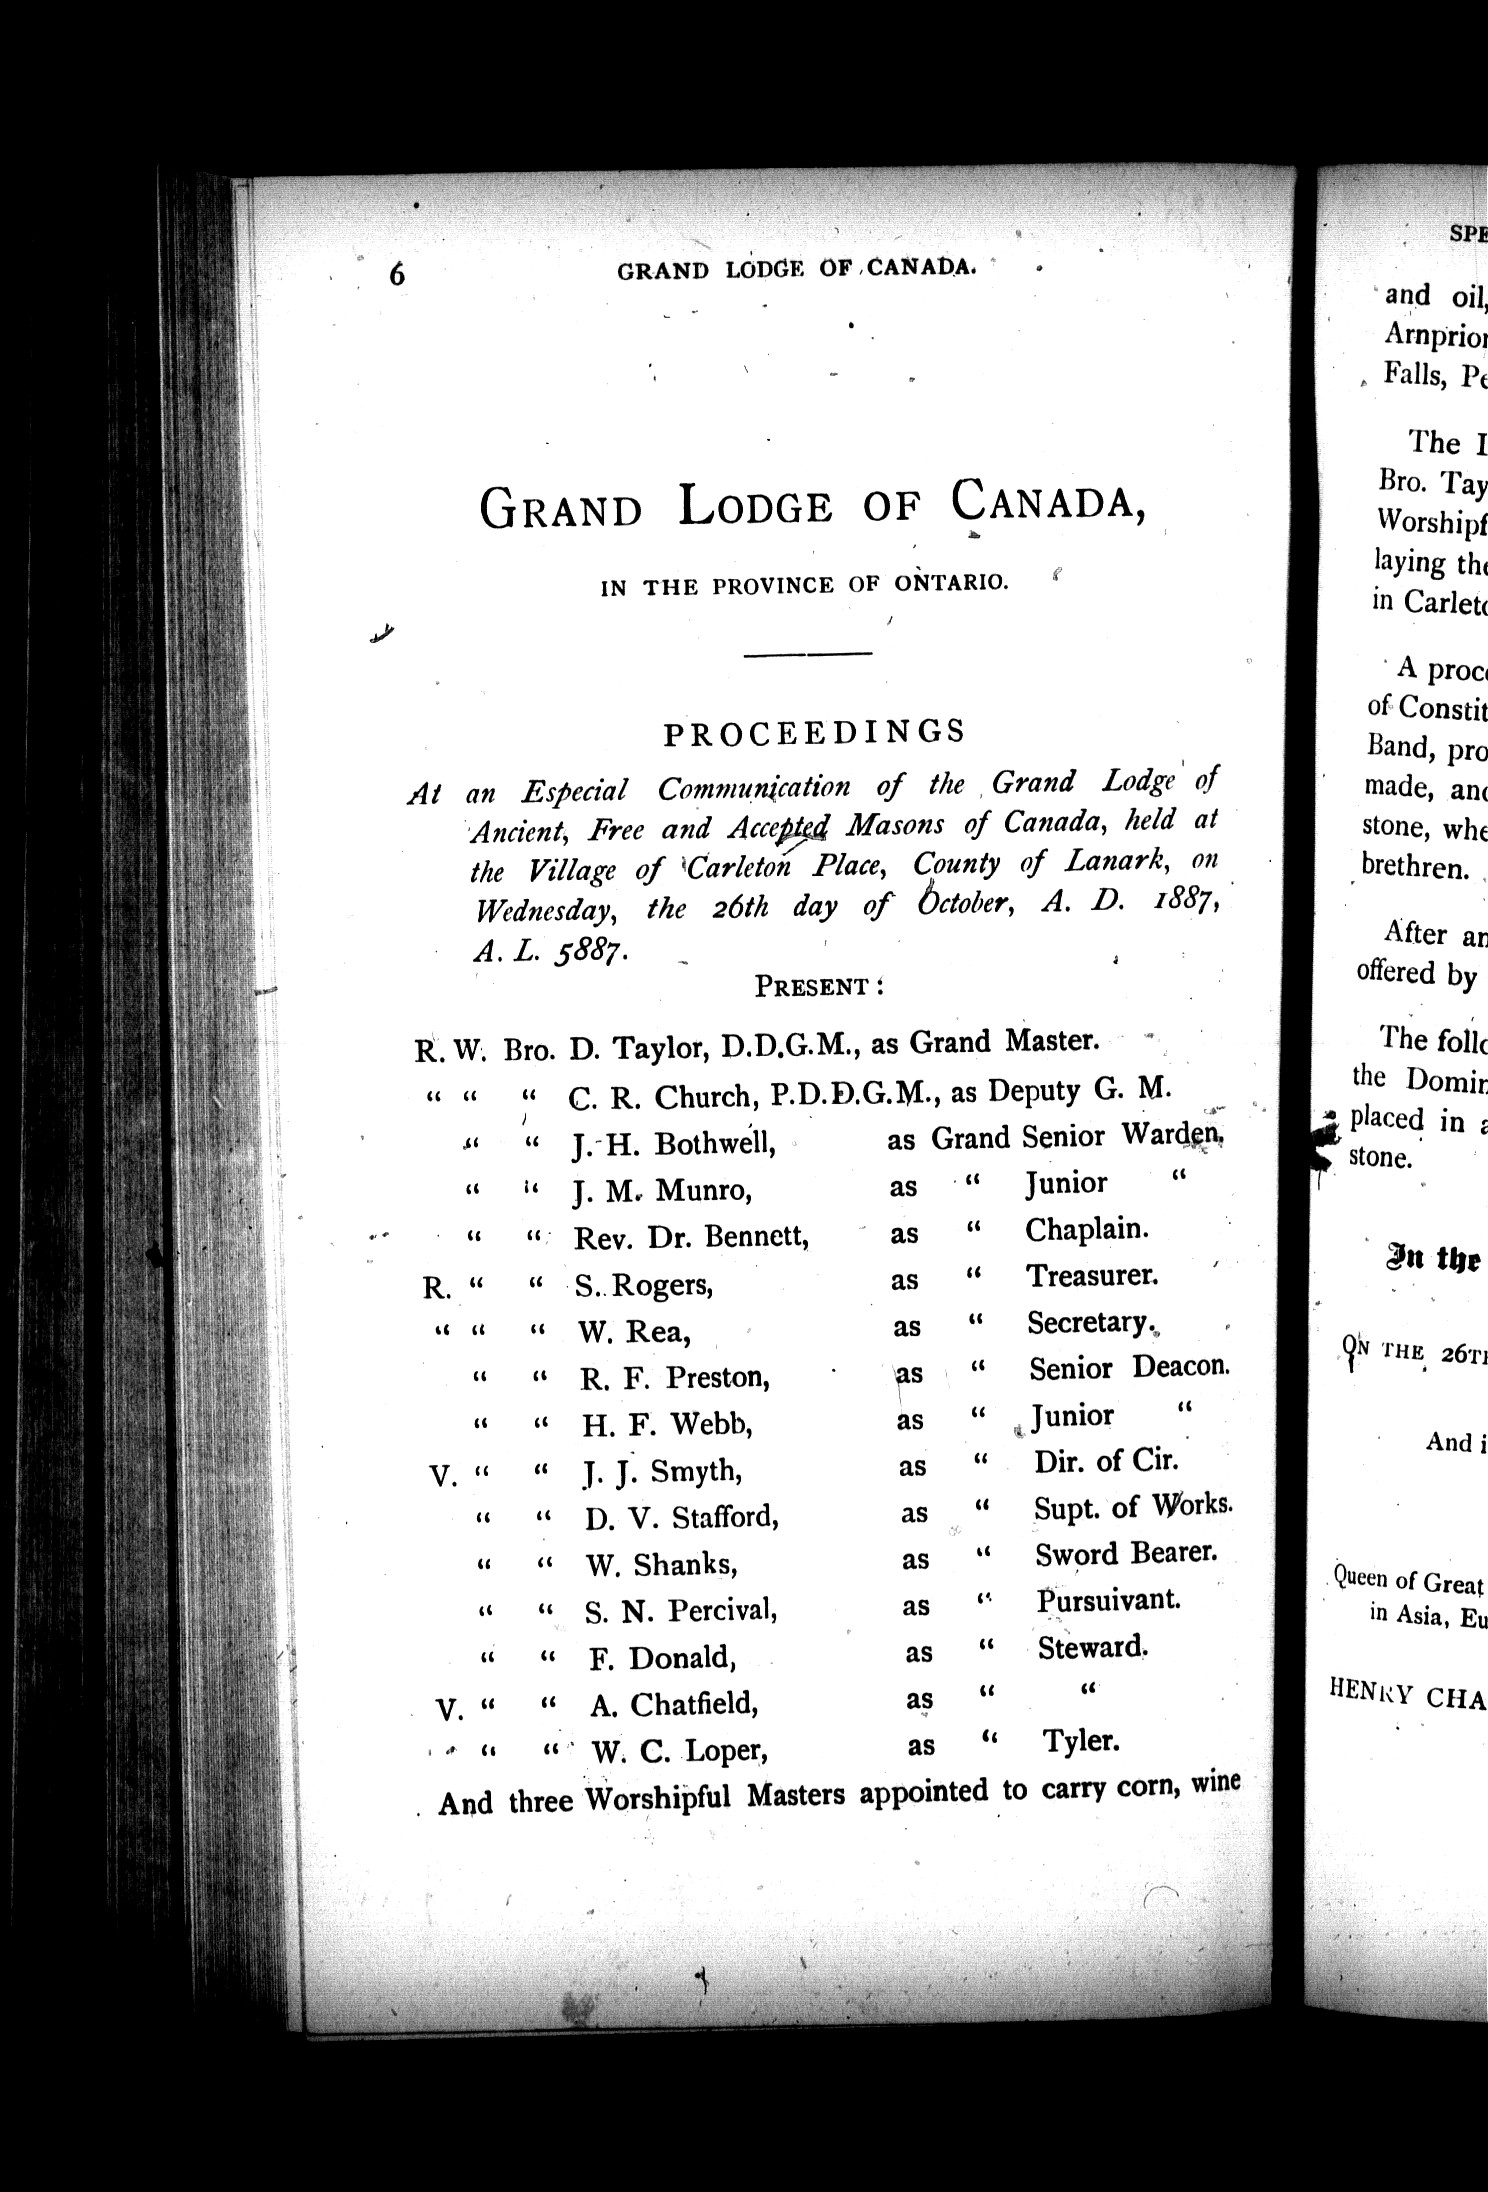 6 GRAND LODGE OF CANADA.
GRAND LODGE OF CANADA,
IN THE PROVINCE OF ONTARIO.
PROCEEDINGS
At an Especial Communication of the Grand Lodge of
Ancient, Free and Accepted Masons of Canada, held at
the Village of Carleton Place, County of Lanark, on
Wednesday, the 26th day of October, A. D. 1887,
A. L. 5887.
PRESENT:
R. W. Bro. D. Taylor, D.D.G.M., as Grand Master.
“ “ “ C. R. Church, P.D.D.G.M., as Deputy G. M.
“ “ J. H. Bothwell, as Grand Senior Warden.
“ “ J. M. Munro, as “ Junior “
“ “ Rev. Dr. Bennett, as “ Chaplain.
R. “ “ S. Rogers, as “ Treasurer.
“ “ “ W. Rea, as “ Secretary.
“ “ R. F. Preston, as “ Senior Deacon.
“ “ H. F. Webb, as “ Junior “
V. “ “ J. J. Smyth, as “ Dir. of Cir.
“ “ D. V. Stafford, as “ Supt. of Works.
“ “ W. Shanks, as “ Sword Bearer.
“ “ S. N. Percival, as “ Pursuivant.
“ “ F. Donald, as “ Steward.
V. “ “ A. Chatfield, as “ “
“ “ W. C. Loper, as “ Tyler.
And three Worshipful Masters appointed to carry corn, wine
and oil,
Falls,
The
Bro.
laying
in
A
of
Band,
made,
stone,
brethren.
After
offered by
The
the
placed in
stone.
In the
ON THE
And
Queen of Great
in Asia,
HENRY